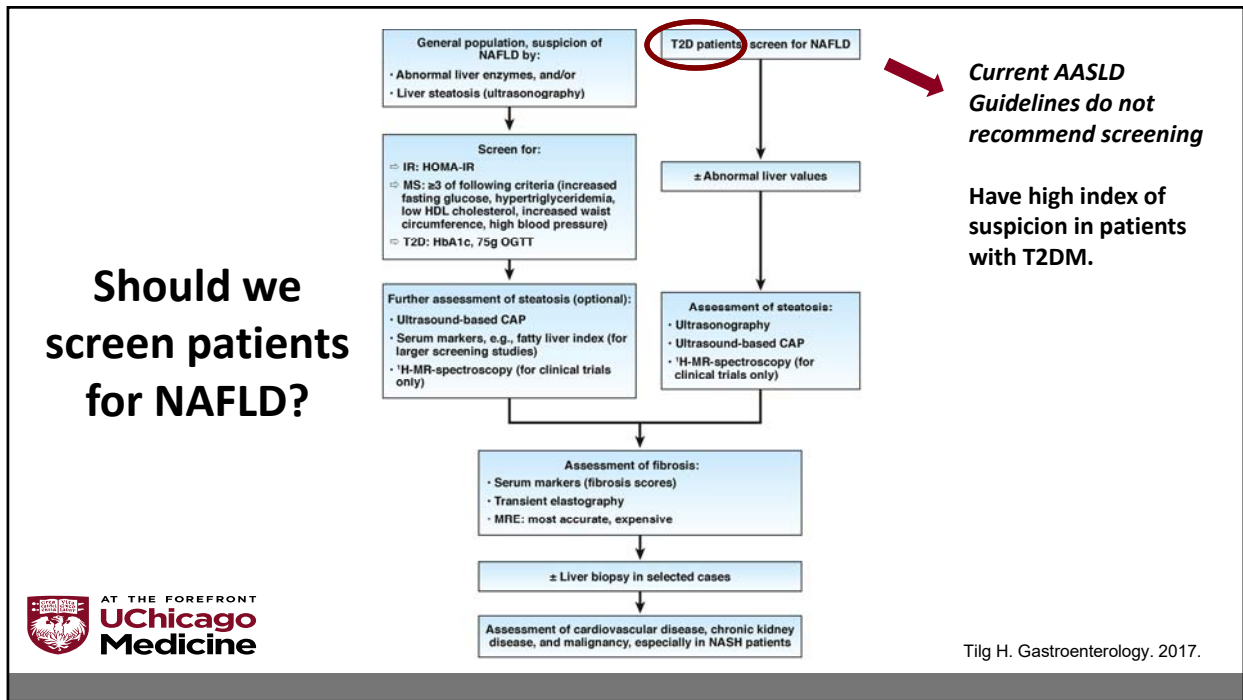 Should we
screen patients
for NAFLD?
General population, suspicion of
NAFLD by:
· Abnormal liver enzymes, and/or
· Liver steatosis (ultrasonography)
Screen for:
⇨ IR: HOMA-IR
⇨ MS: ≥3 of following criteria (increased
fasting glucose, hypertriglyceridemia,
low HDL cholesterol, increased waist
circumference, high blood pressure)
⇨ T2D: HbA1c, 75g OGTT
Further assessment of steatosis (optional):
· Ultrasound-based CAP
· Serum markers, e.g., fatty liver index (for
larger screening studies)
· ¹H-MR-spectroscopy (for clinical trials
only)
T2D patients screen for NAFLD
± Abnormal liver values
Assessment of steatosis:
· Ultrasonography
· Ultrasound-based CAP
· ¹H-MR-spectroscopy (for
clinical trials only)
Assessment of fibrosis:
· Serum markers (fibrosis scores)
· Transient elastography
· MRE: most accurate, expensive
± Liver biopsy in selected cases
Assessment of cardiovascular disease, chronic kidney
disease, and malignancy, especially in NASH patients
Current AASLD
Guidelines do not
recommend screening
Have high index of
suspicion in patients
with T2DM.
AT THE FOREFRONT
UChicago
Medicine
Tilg H. Gastroenterology. 2017.